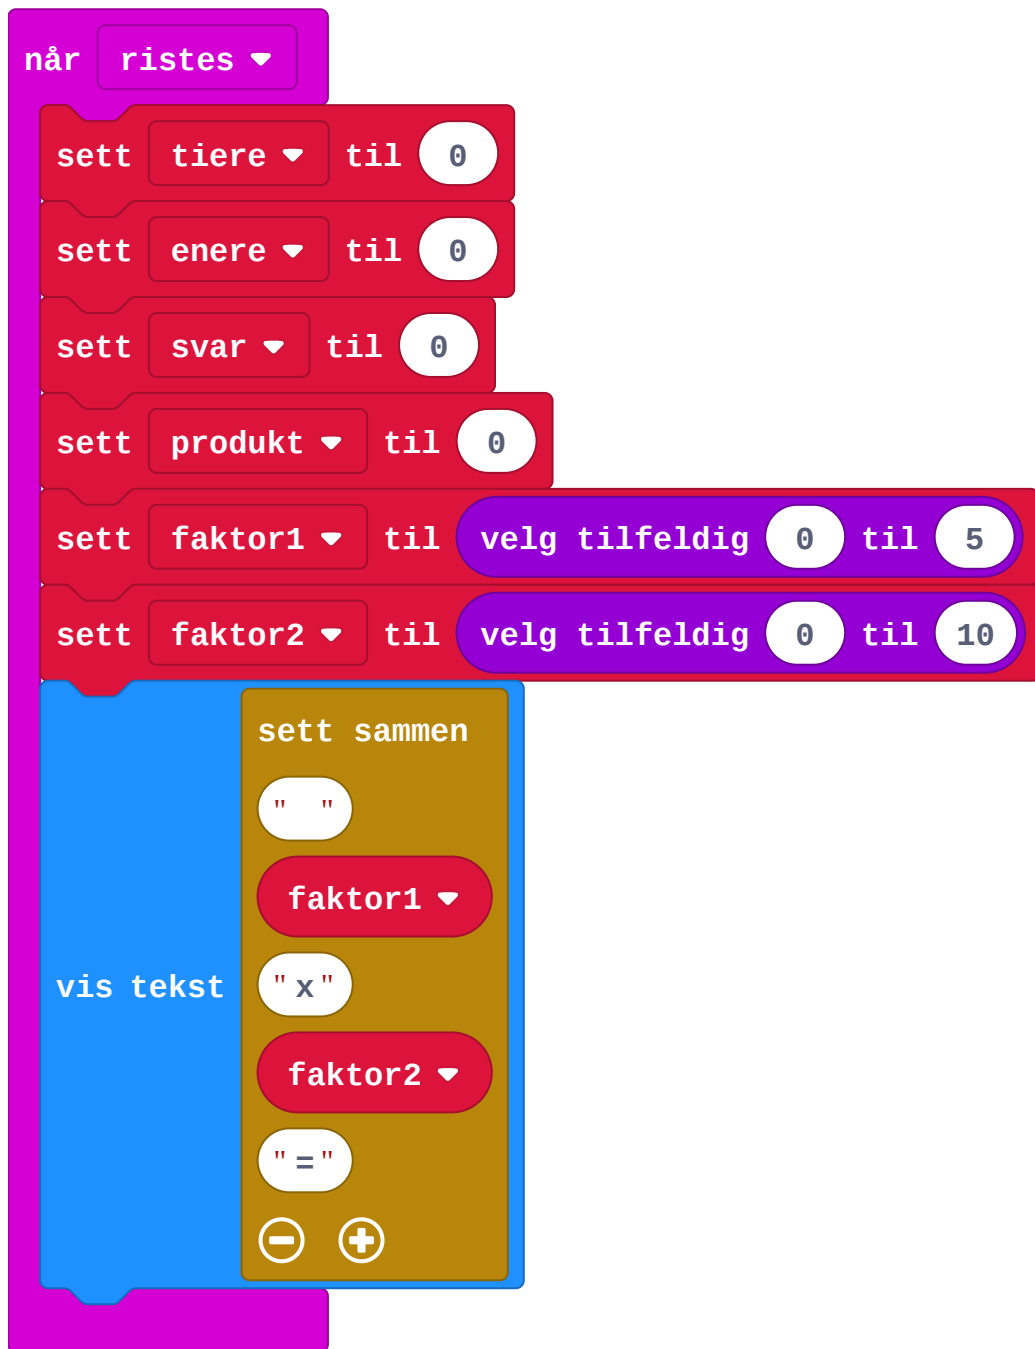 når ristes
sett tiere til 0
sett enere til 0
sett svar til 0
sett produkt til 0
sett faktor1 til velg tilfeldig 0 til 5
sett faktor2 til velg tilfeldig 0 til 10
sett sammen
" "
faktor1
"x"
vis tekst
faktor2
"="